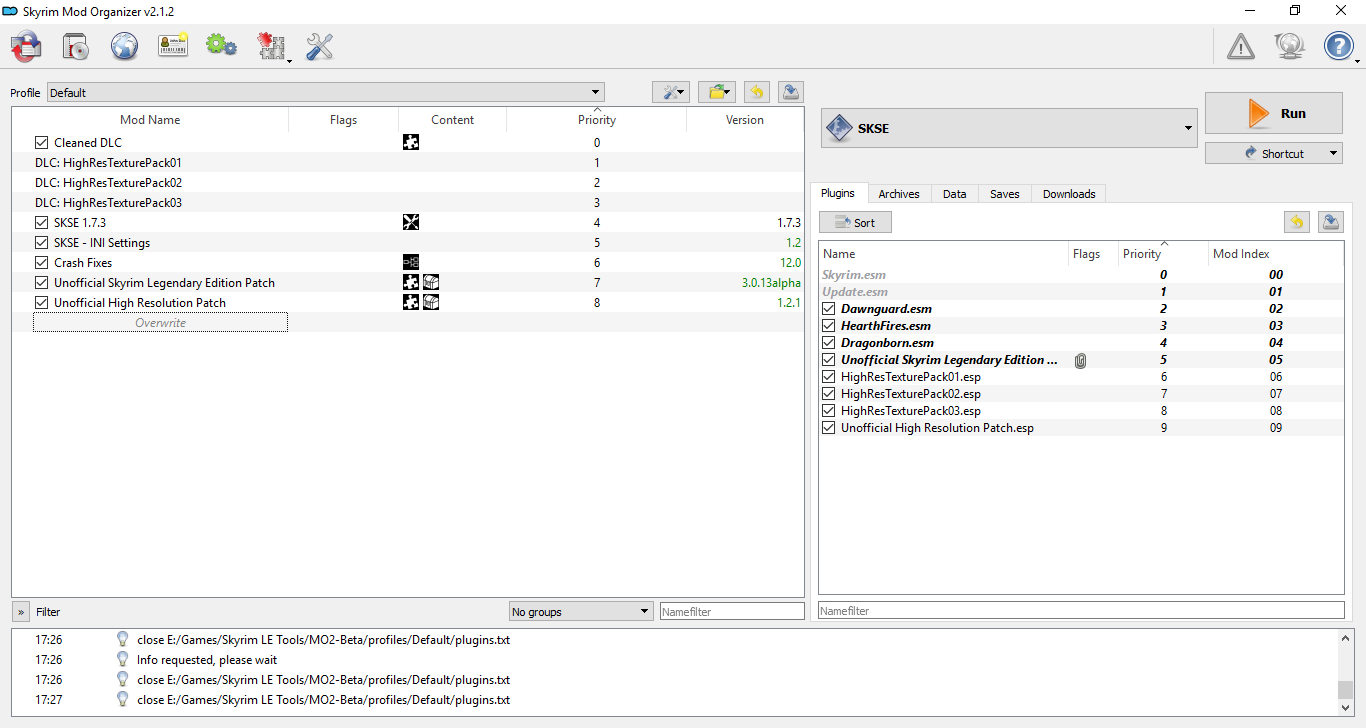 Skyrim Mod Organizer v2.1.2
Profile Default
Mod Name Flags Content Priority Version
Cleaned DLC 0
DLC: HighResTexturePack01 1
DLC: HighResTexturePack02 2
DLC: HighResTexturePack03 3
SKSE 1.7.3 4 1.7.3
SKSE - INI Settings 5 1.2
Crash Fixes 6 12.0
Unofficial Skyrim Legendary Edition Patch 7 3.0.13alpha
Unofficial High Resolution Patch 8 1.2.1
Overwrite
» Filter No groups Namefilter
SKSE
Run
Shortcut
Plugins Archives Data Saves Downloads
Sort
Name Flags Priority Mod Index
Skyrim.esm 0 00
Update.esm 1 01
Dawnguard.esm 2 02
HearthFires.esm 3 03
Dragonborn.esm 4 04
Unofficial Skyrim Legendary Edition ... 5 05
HighResTexturePack01.esp 6 06
HighResTexturePack02.esp 7 07
HighResTexturePack03.esp 8 08
Unofficial High Resolution Patch.esp 9 09
Namefilter
17:26 close E:/Games/Skyrim LE Tools/MO2-Beta/profiles/Default/plugins.txt
17:26 Info requested, please wait
17:26 close E:/Games/Skyrim LE Tools/MO2-Beta/profiles/Default/plugins.txt
17:27 close E:/Games/Skyrim LE Tools/MO2-Beta/profiles/Default/plugins.txt